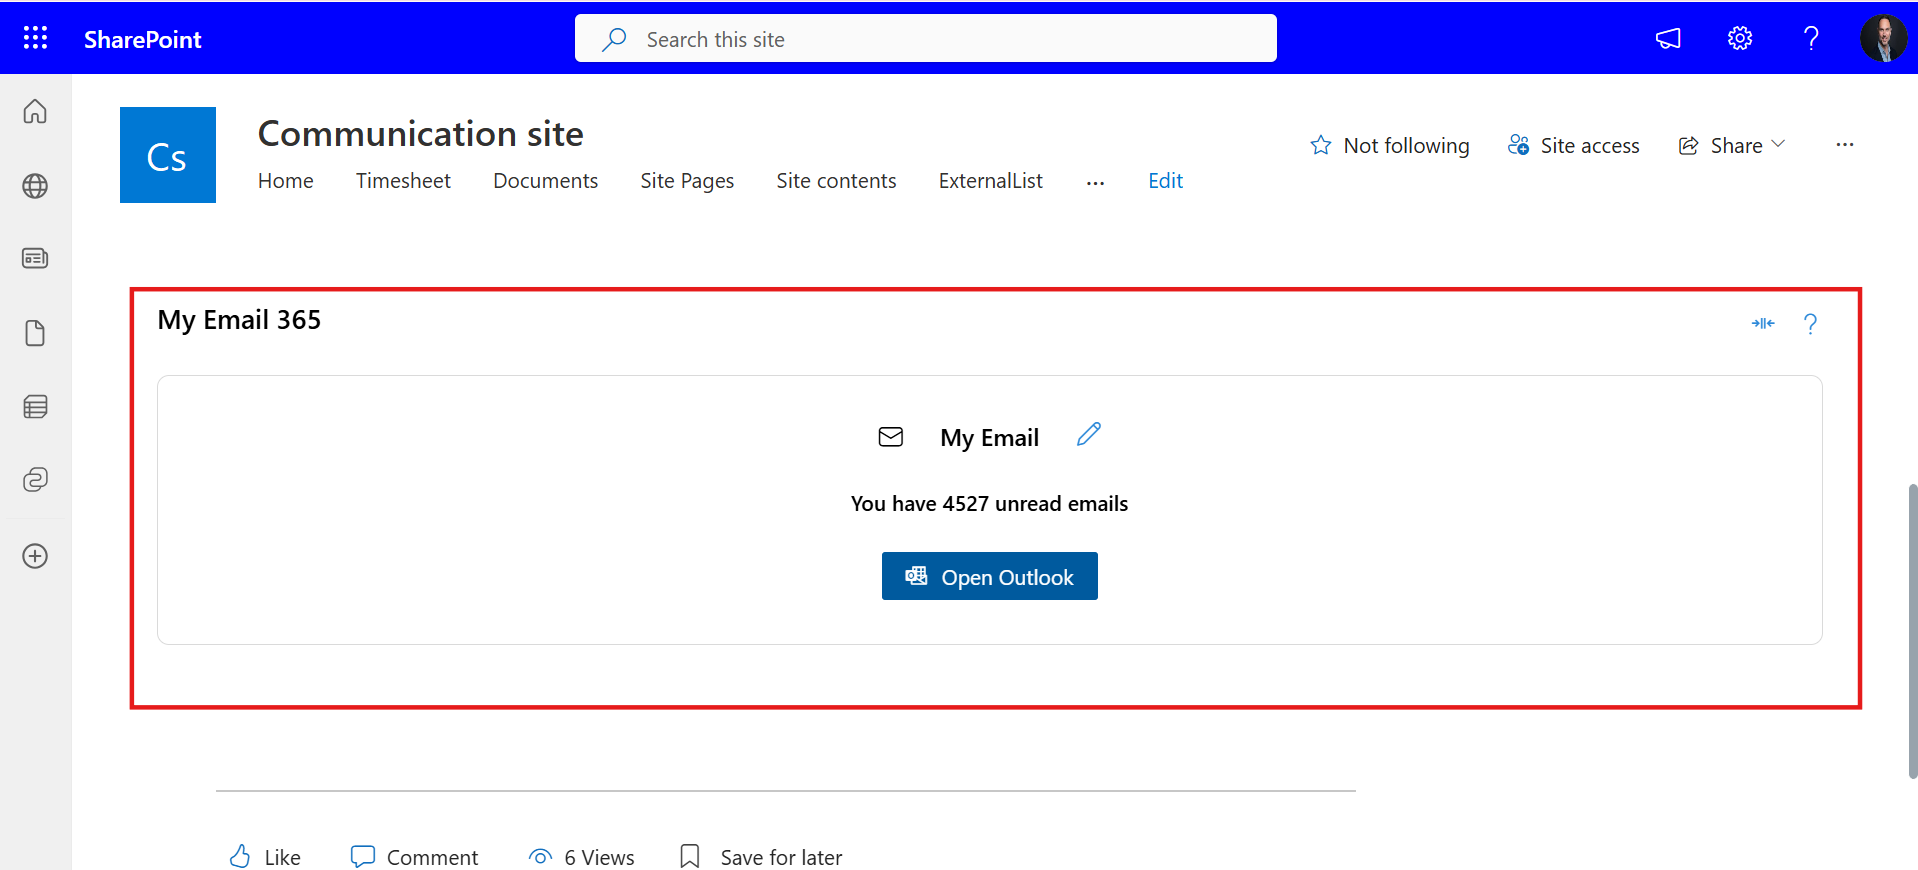 SharePoint
Search this site
Cs
Communication site
Not following
Site access
Share
Home
Timesheet
Documents
Site Pages
Site contents
ExternalList
Edit
My Email 365
My Email
You have 4527 unread emails
Open Outlook
Like
Comment
6 Views
Save for later